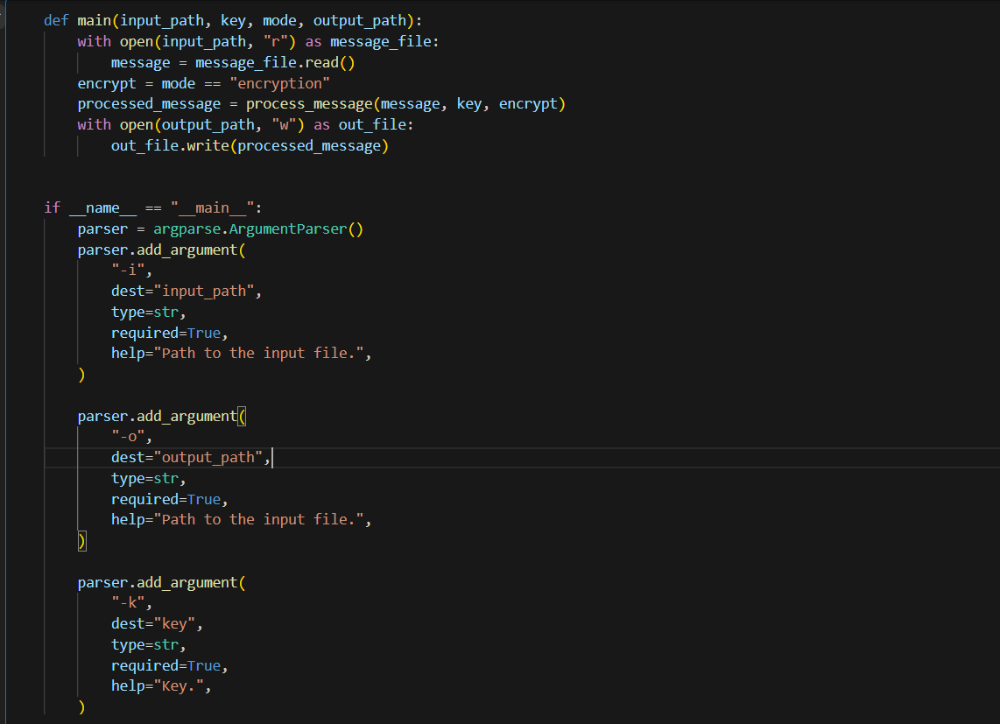 def main(input_path, key, mode, output_path):
    with open(input_path, "r") as message_file:
        message = message_file.read()
    encrypt = mode == "encryption"
    processed_message = process_message(message, key, encrypt)
    with open(output_path, "w") as out_file:
        out_file.write(processed_message)
if __name__ == "__main__":
    parser = argparse.ArgumentParser()
    parser.add_argument(
        "-i",
        dest="input_path",
        type=str,
        required=True,
        help="Path to the input file.",
    )
    parser.add_argument(
        "-o",
        dest="output_path",
        type=str,
        required=True,
        help="Path to the input file.",
    )
    parser.add_argument(
        "-k",
        dest="key",
        type=str,
        required=True,
        help="Key.",
    )